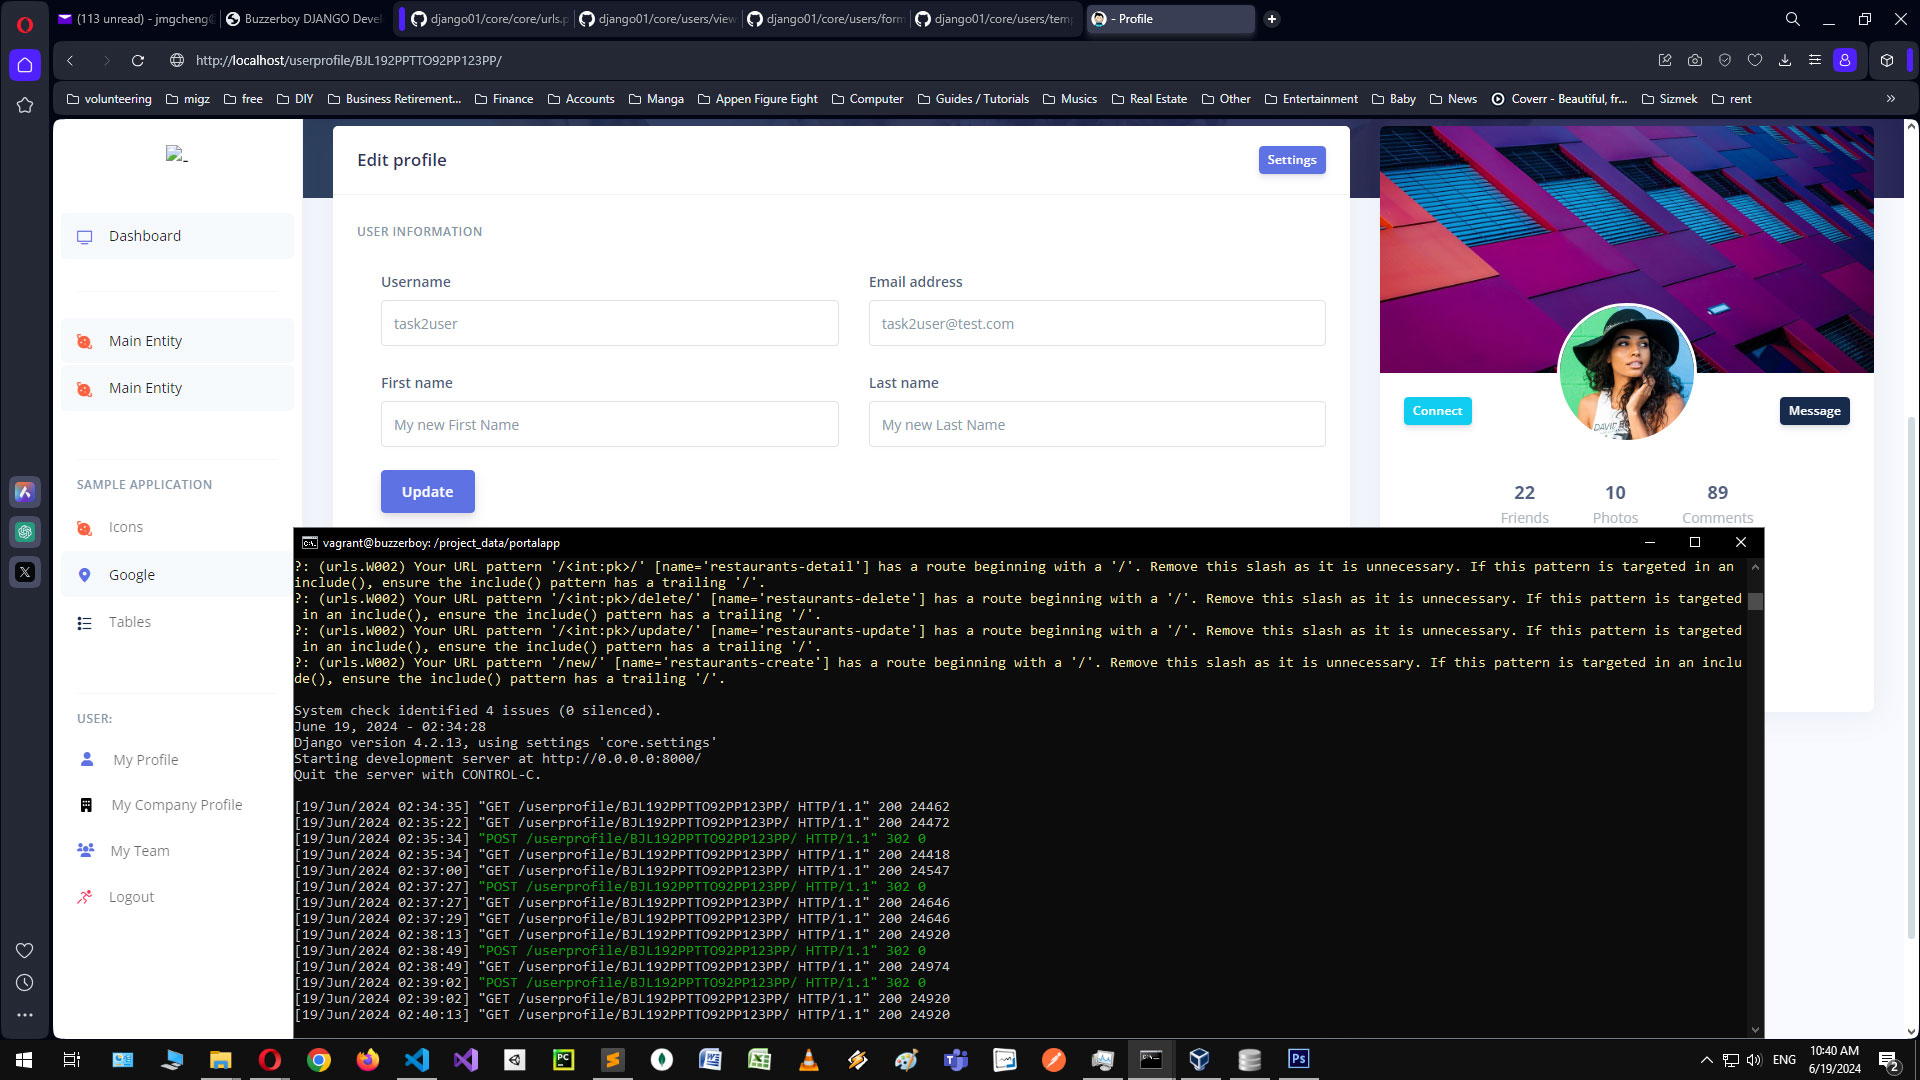 (113 unread) - jmgcheng@
Buzzerboy DJANGO Deve
django01/core/core/urls.p
django01/core/users/view
django01/core/users/form
django01/core/users/temp
- Profile
http://localhost/userprofile/BJL192PPTTO92PP123PP/
volunteering
migz
free
DIY
Business Retirement...
Finance
Accounts
Manga
Appen Figure Eight
Computer
Guides / Tutorials
Musics
Real Estate
Other
Entertainment
Baby
News
Coverr - Beautiful, fr...
Sizmek
rent
Dashboard
Main Entity
Main Entity
SAMPLE APPLICATION
Icons
Google
Tables
USER:
My Profile
My Company Profile
My Team
Logout
Edit profile
Settings
USER INFORMATION
Username
Email address
task2user
task2user@test.com
First name
Last name
My new First Name
My new Last Name
Update
Connect
Message
22
10
89
Friends
Photos
Comments
vagrant@buzzerboy: /project_data/portalapp
?: (urls.W002) Your URL pattern '/<int:pk>/' [name='restaurants-detail'] has a route beginning with a '/'. Remove this slash as it is unnecessary. If this pattern is targeted in an
include(), ensure the include() pattern has a trailing '/'.
?: (urls.W002) Your URL pattern '/<int:pk>/delete/' [name='restaurants-delete'] has a route beginning with a '/'. Remove this slash as it is unnecessary. If this pattern is targeted
in an include(), ensure the include() pattern has a trailing '/'.
?: (urls.W002) Your URL pattern '/<int:pk>/update/' [name='restaurants-update'] has a route beginning with a '/'. Remove this slash as it is unnecessary. If this pattern is targeted
in an include(), ensure the include() pattern has a trailing '/'.
?: (urls.W002) Your URL pattern '/new/' [name='restaurants-create'] has a route beginning with a '/'. Remove this slash as it is unnecessary. If this pattern is targeted in an inclu
de(), ensure the include() pattern has a trailing '/'.
System check identified 4 issues (0 silenced).
June 19, 2024 - 02:34:28
Django version 4.2.13, using settings 'core.settings'
Starting development server at http://0.0.0.0:8000/
Quit the server with CONTROL-C.
[19/Jun/2024 02:34:35] "GET /userprofile/BJL192PPTTO92PP123PP/ HTTP/1.1" 200 24462
[19/Jun/2024 02:35:22] "GET /userprofile/BJL192PPTTO92PP123PP/ HTTP/1.1" 200 24472
[19/Jun/2024 02:35:34] "POST /userprofile/BJL192PPTTO92PP123PP/ HTTP/1.1" 302 0
[19/Jun/2024 02:35:34] "GET /userprofile/BJL192PPTTO92PP123PP/ HTTP/1.1" 200 24418
[19/Jun/2024 02:37:00] "GET /userprofile/BJL192PPTTO92PP123PP/ HTTP/1.1" 200 24547
[19/Jun/2024 02:37:27] "POST /userprofile/BJL192PPTTO92PP123PP/ HTTP/1.1" 302 0
[19/Jun/2024 02:37:27] "GET /userprofile/BJL192PPTTO92PP123PP/ HTTP/1.1" 200 24646
[19/Jun/2024 02:37:29] "GET /userprofile/BJL192PPTTO92PP123PP/ HTTP/1.1" 200 24646
[19/Jun/2024 02:38:13] "GET /userprofile/BJL192PPTTO92PP123PP/ HTTP/1.1" 200 24920
[19/Jun/2024 02:38:49] "POST /userprofile/BJL192PPTTO92PP123PP/ HTTP/1.1" 302 0
[19/Jun/2024 02:38:49] "GET /userprofile/BJL192PPTTO92PP123PP/ HTTP/1.1" 200 24974
[19/Jun/2024 02:39:02] "POST /userprofile/BJL192PPTTO92PP123PP/ HTTP/1.1" 302 0
[19/Jun/2024 02:39:02] "GET /userprofile/BJL192PPTTO92PP123PP/ HTTP/1.1" 200 24920
[19/Jun/2024 02:40:13] "GET /userprofile/BJL192PPTTO92PP123PP/ HTTP/1.1" 200 24920
ENG
10:40 AM
6/19/2024
2